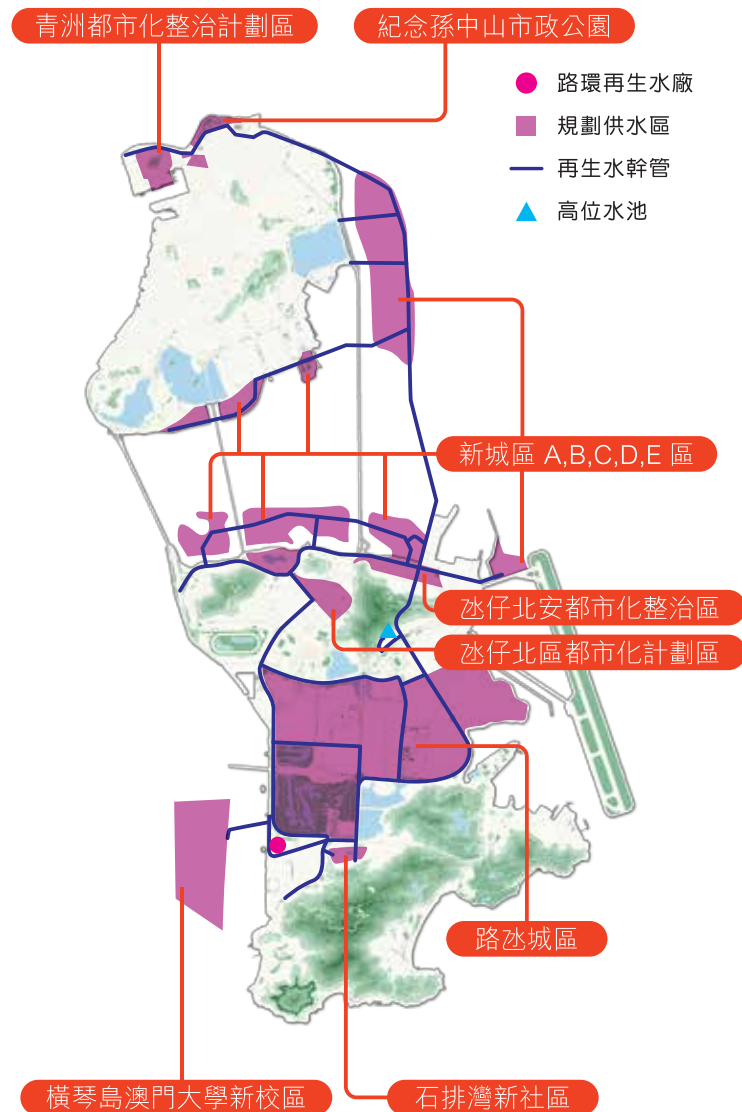 青洲都市化整治計劃區
紀念孫中山市政公園
路環再生水廠
規劃供水區
再生水幹管
高位水池
新城區 A,B,C,D,E 區
氹仔北安都市化整治區
氹仔北區都市化計劃區
路氹城區
橫琴島澳門大學新校區
石排灣新社區